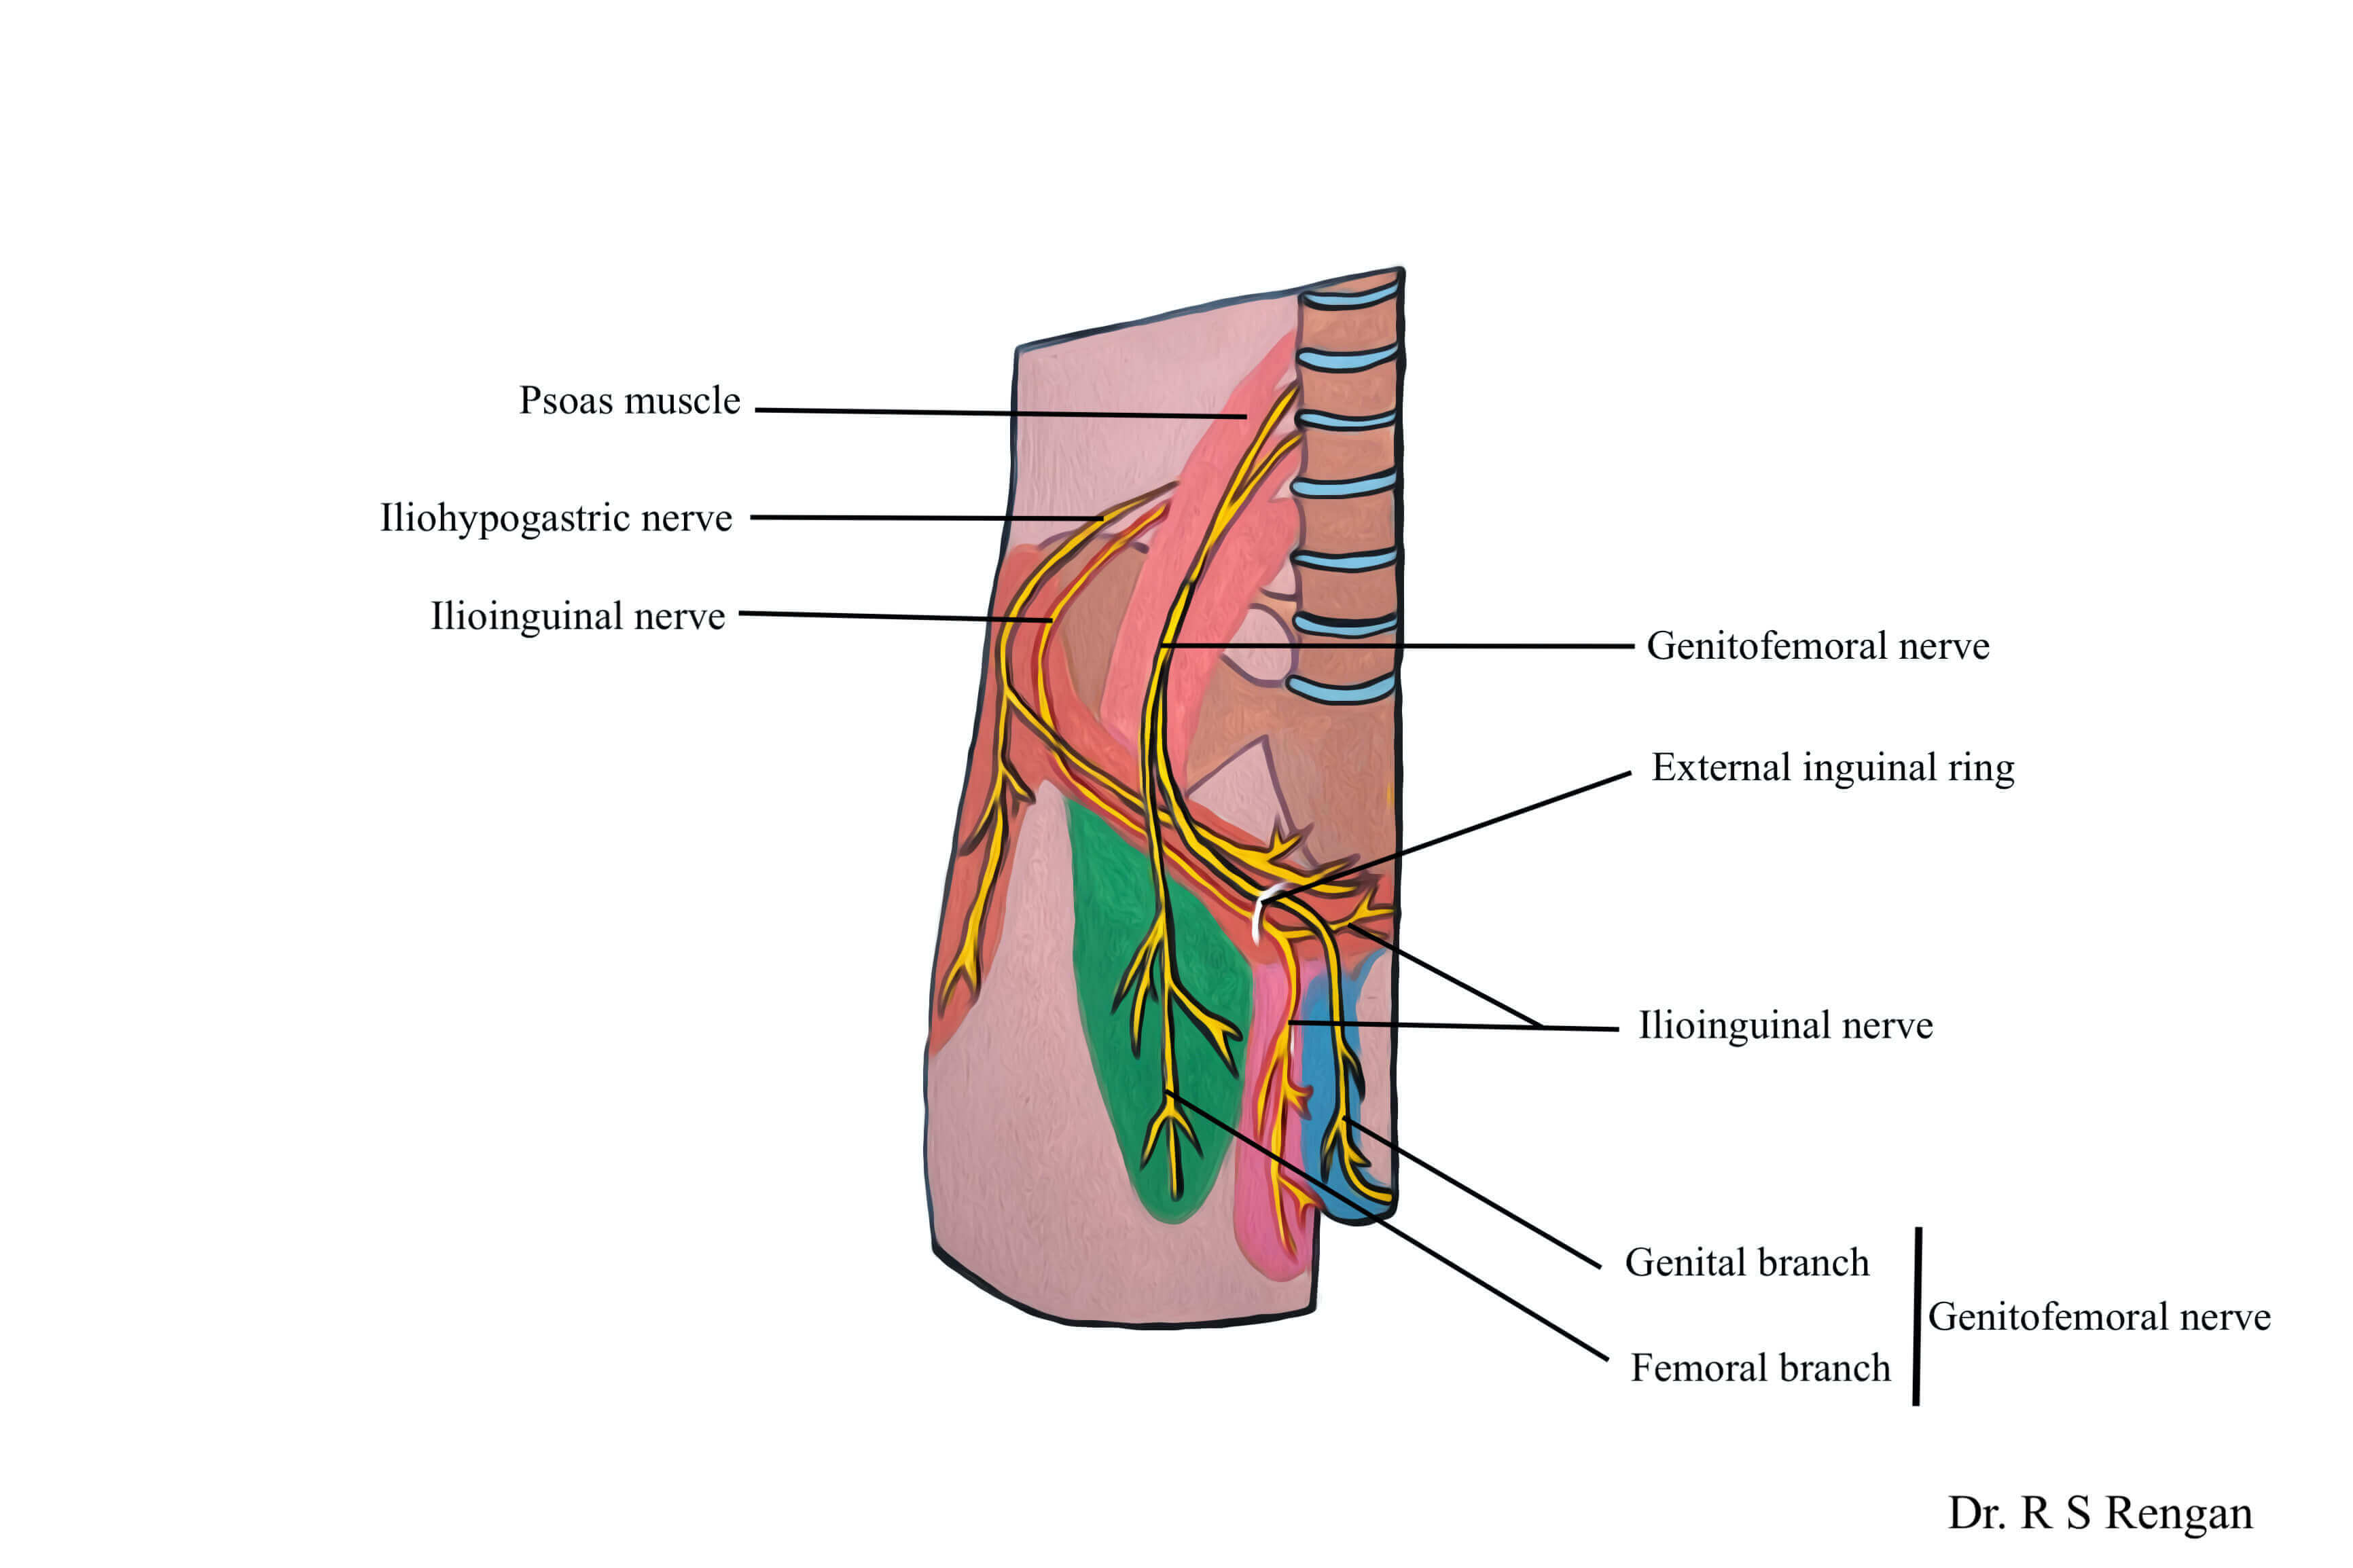 Psoas muscle
Iliohypogastric nerve
Ilioinguinal nerve
Genitofemoral nerve
External inguinal ring
Ilioinguinal nerve
Genital branch
Genitofemoral nerve
Femoral branch
Dr. R S Rengan